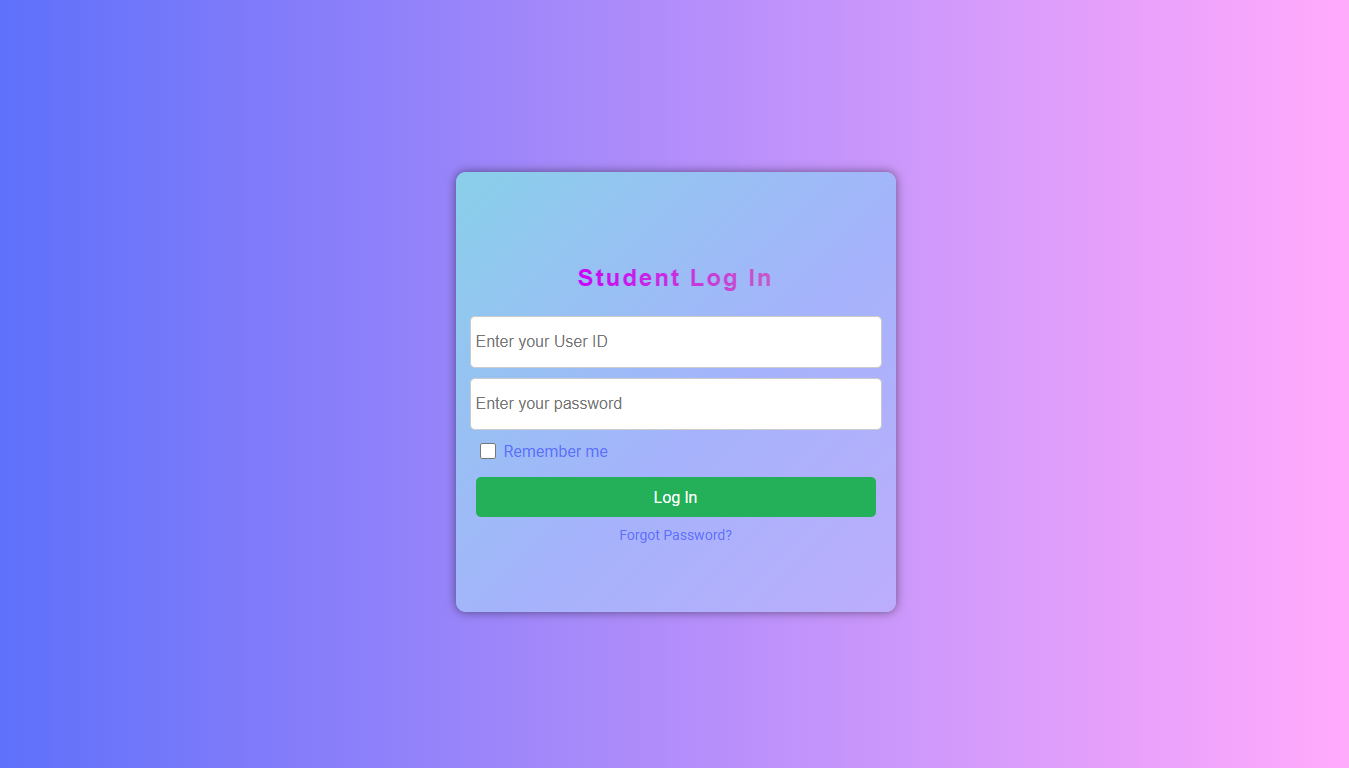 Student Log In
Enter your User ID
Enter your password
Remember me
Log In
Forgot Password?